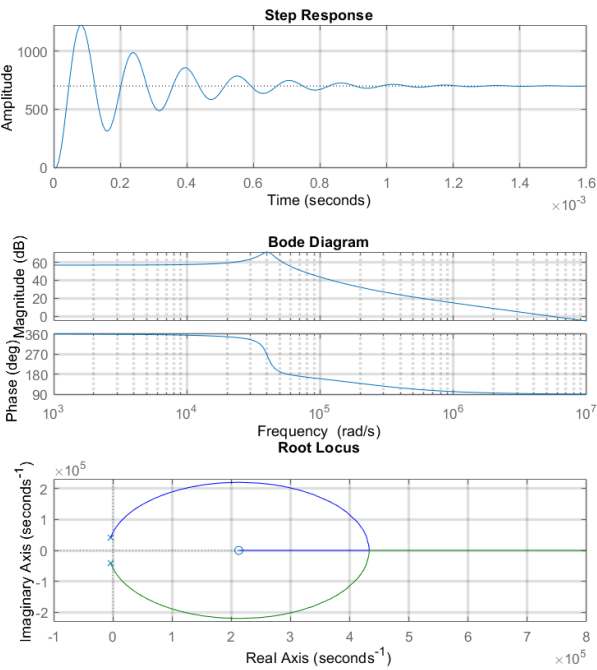 Step Response
Amplitude
1000
500
0
0 0.2 0.4 0.6 0.8 1 1.2 1.4 1.6
Time (seconds)
×10⁻³
Bode Diagram
Magnitude (dB)
60
40
20
0
Phase (deg)
360
270
180
90
10³ 10⁴ 10⁵ 10⁶ 10⁷
Frequency (rad/s)
Root Locus
×10⁵
Imaginary Axis (seconds⁻¹)
2
1
0
-1
-2
-1 0 1 2 3 4 5 6 7 8
Real Axis (seconds⁻¹)
×10⁵